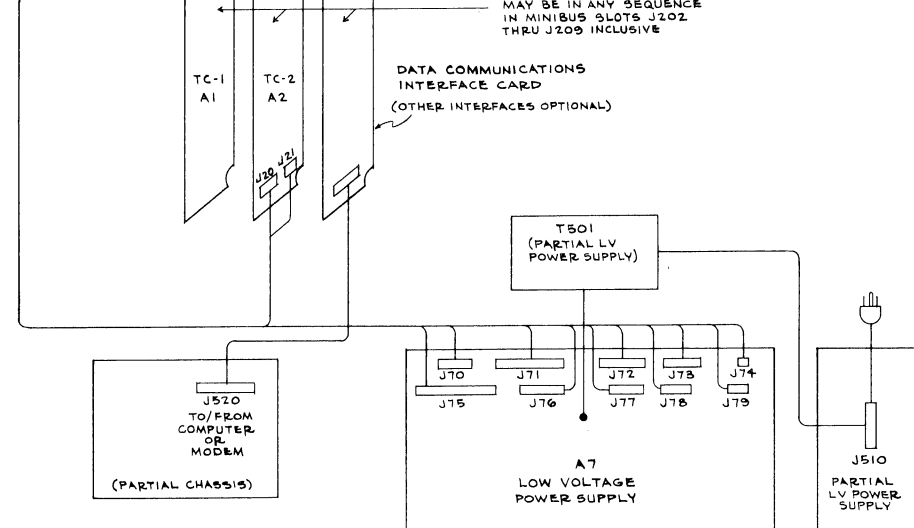 MAY BE IN ANY SEQUENCE
IN MINIBUS SLOTS J202
THRU J209 INCLUSIVE
TC-1
A1
TC-2
A2
DATA COMMUNICATIONS
INTERFACE CARD
(OTHER INTERFACES OPTIONAL)
J20
J21
T501
(PARTIAL LV
POWER SUPPLY)
J70
J71
J72
J73
J74
J75
J76
J77
J78
J79
J520
TO/FROM
COMPUTER
OR
MODEM
(PARTIAL CHASSIS)
A7
LOW VOLTAGE
POWER SUPPLY
J510
PARTIAL
LV POWER
SUPPLY